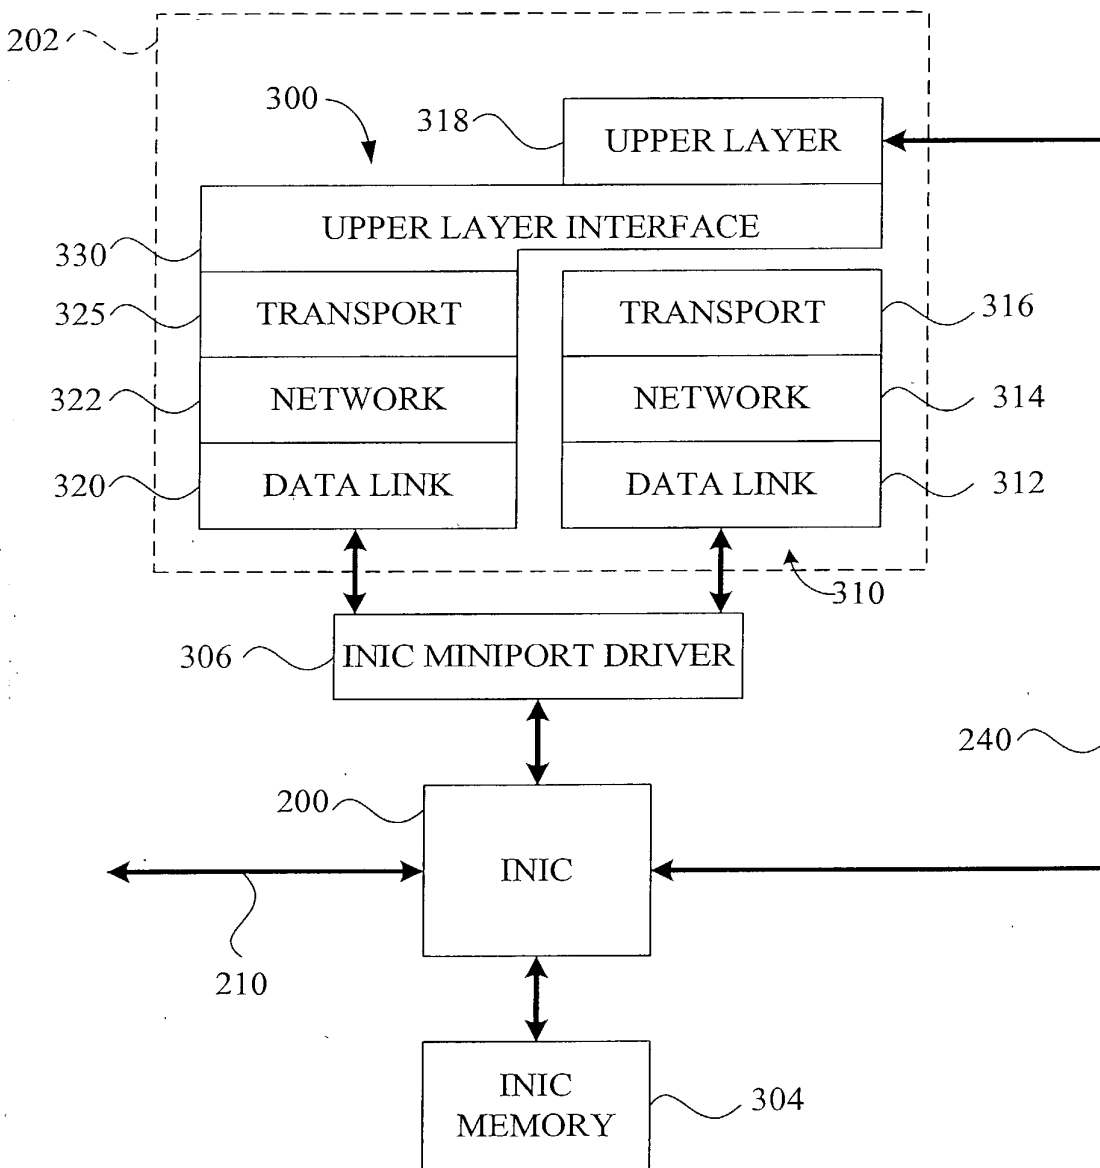 202
300
318
UPPER LAYER
UPPER LAYER INTERFACE
330
325
TRANSPORT
TRANSPORT
316
322
NETWORK
NETWORK
314
320
DATA LINK
DATA LINK
312
310
306
INIC MINIPORT DRIVER
240
200
INIC
210
INIC
MEMORY
304